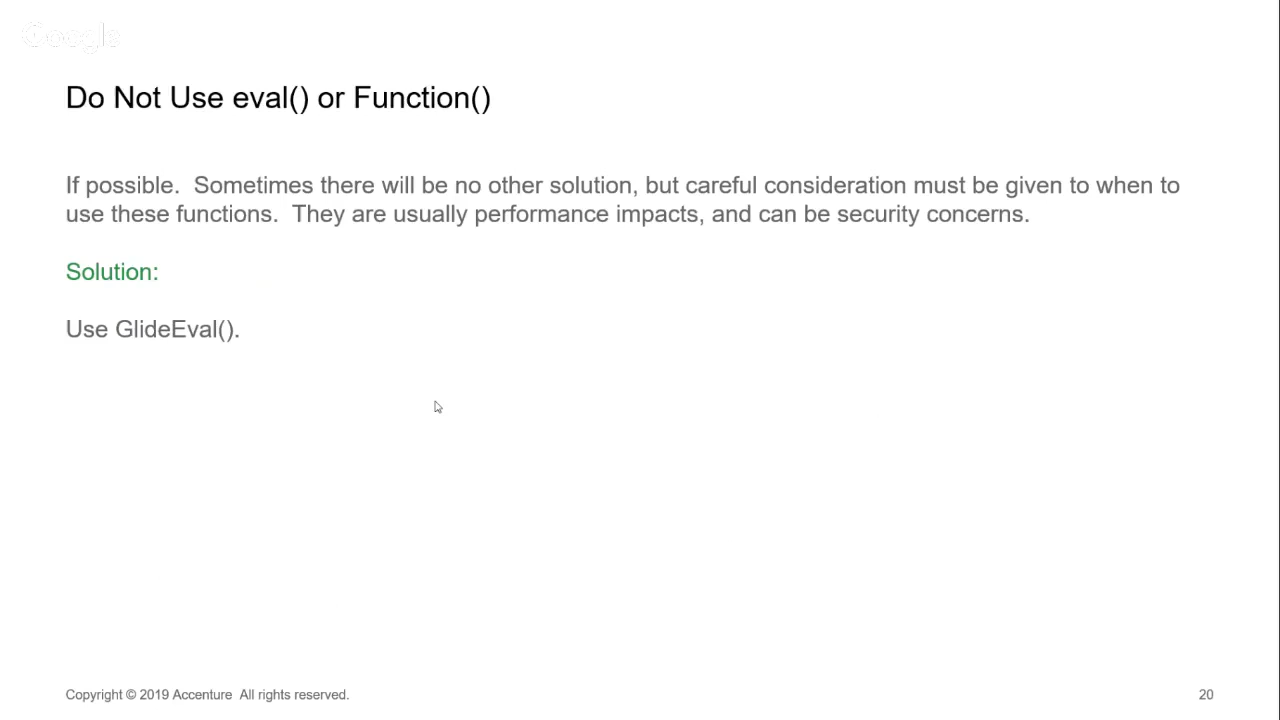 Google
Do Not Use eval() or Function()
If possible.  Sometimes there will be no other solution, but careful consideration must be given to when to
use these functions.  They are usually performance impacts, and can be security concerns.
Solution:
Use GlideEval().
Copyright © 2019 Accenture  All rights reserved.
20